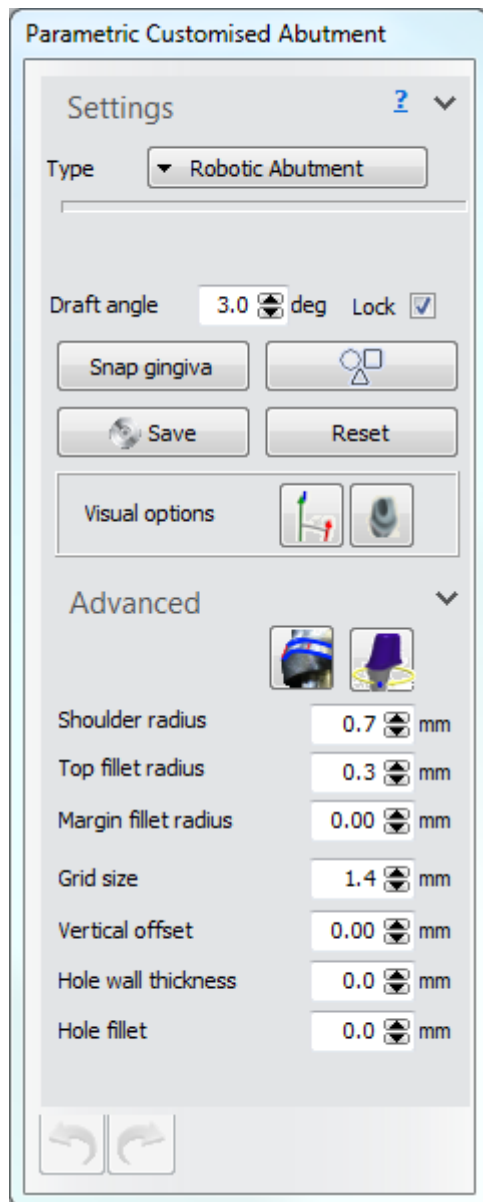 Parametric Customised Abutment
Settings ?
Type Robotic Abutment
Draft angle 3.0 deg Lock
Snap gingiva
Save Reset
Visual options
Advanced
Shoulder radius 0.7 mm
Top fillet radius 0.3 mm
Margin fillet radius 0.00 mm
Grid size 1.4 mm
Vertical offset 0.00 mm
Hole wall thickness 0.0 mm
Hole fillet 0.0 mm